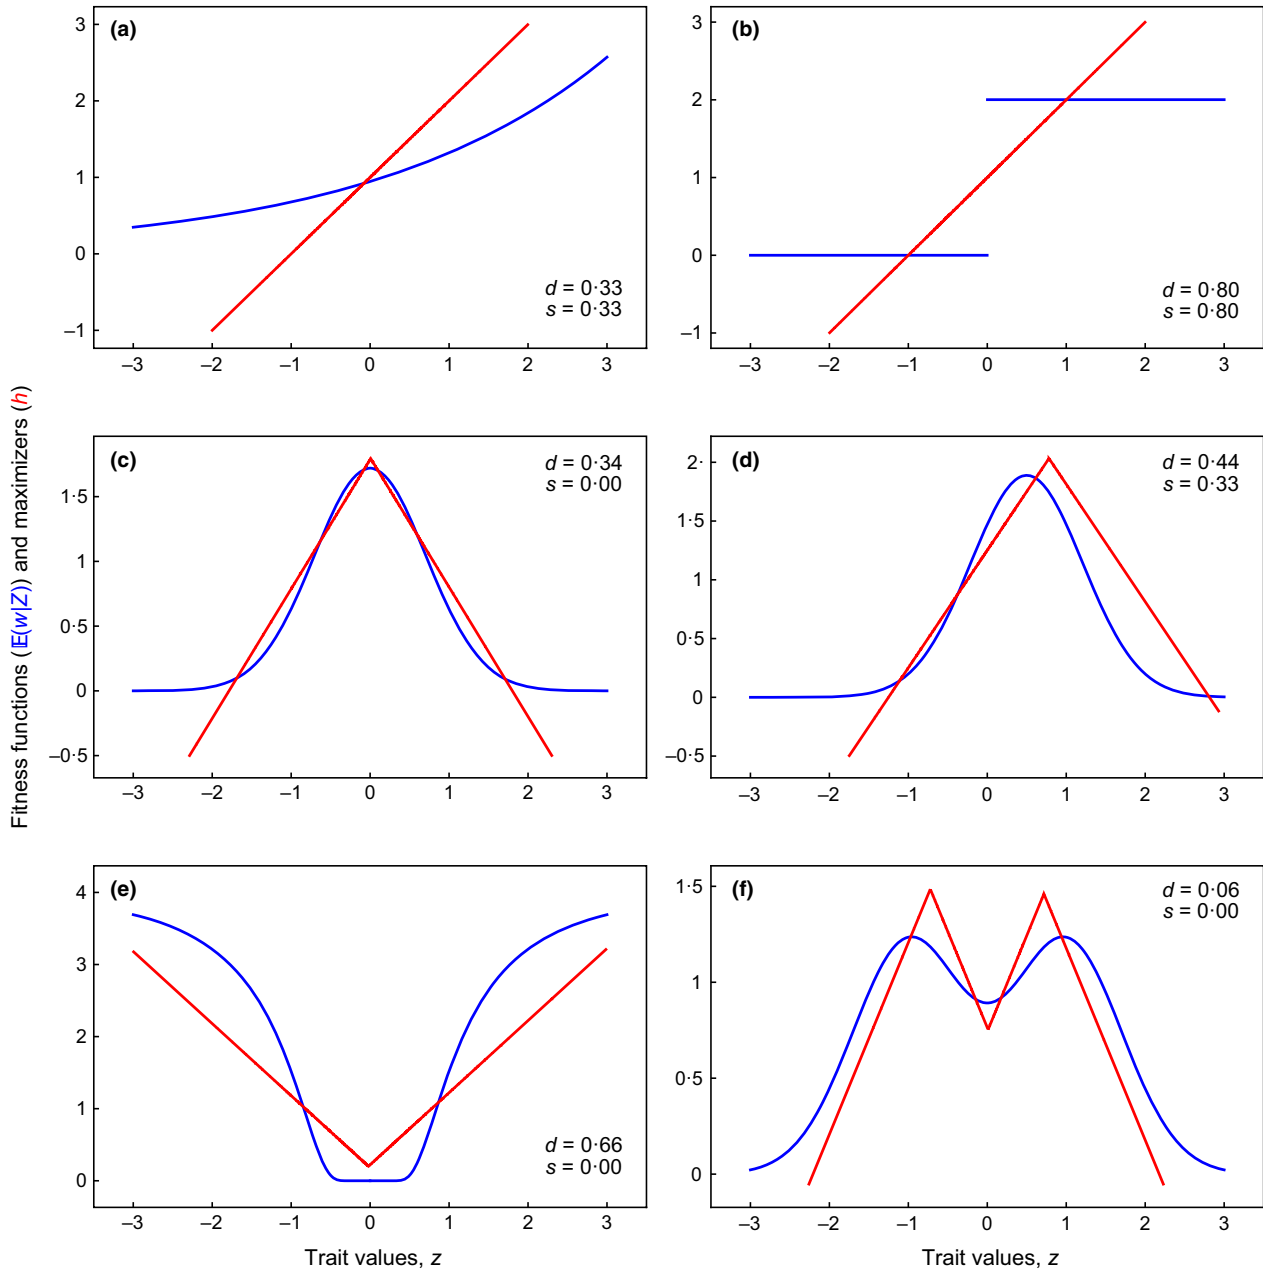 Fitness functions (𝔼(w|Z)) and maximizers (h)
(a)
3
2
1
0
–1
d = 0·33
s = 0·33
–3 –2 –1 0 1 2 3
(b)
3
2
1
0
–1
d = 0·80
s = 0·80
–3 –2 –1 0 1 2 3
(c)
1·5
1
0·5
0
–0·5
d = 0·34
s = 0·00
–3 –2 –1 0 1 2 3
(d)
2·
1·5
1
0·5
0
–0·5
d = 0·44
s = 0·33
–3 –2 –1 0 1 2 3
(e)
4
3
2
1
0
d = 0·66
s = 0·00
–3 –2 –1 0 1 2 3
Trait values, z
(f)
1·5
1
0·5
0
d = 0·06
s = 0·00
–3 –2 –1 0 1 2 3
Trait values, z